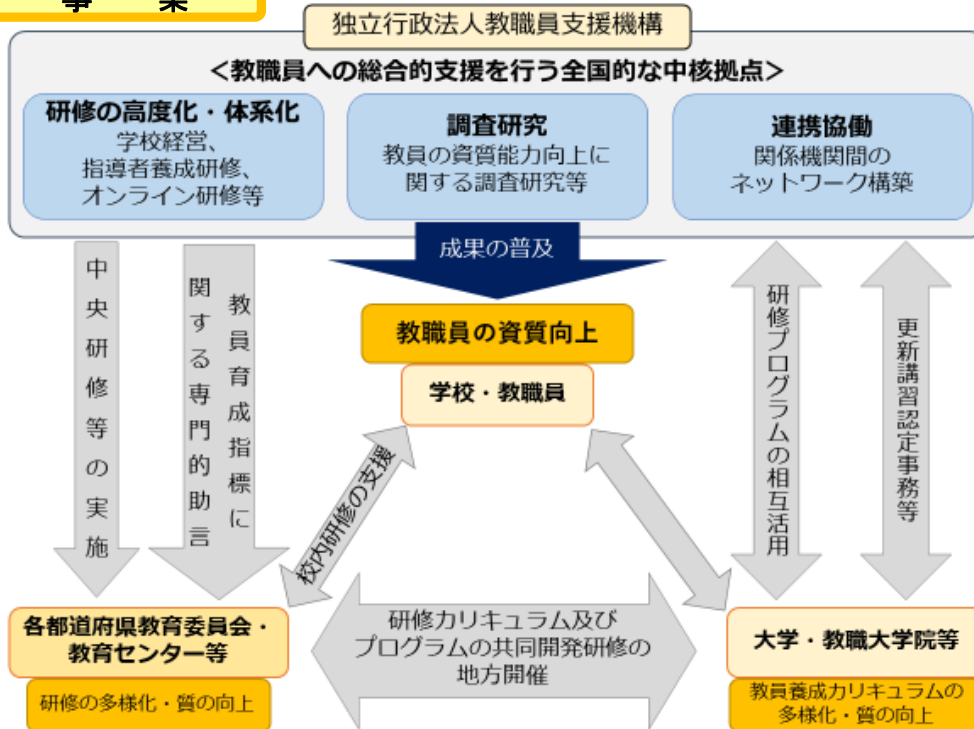 事業
独立行政法人教職員支援機構
＜教職員への総合的支援を行う全国的な中核拠点＞
研修の高度化・体系化
学校経営、
指導者養成研修、
オンライン研修等
調査研究
教員の資質能力向上に
関する調査研究等
連携協働
関係機関間の
ネットワーク構築
成果の普及
中央研修等の実施
教員育成指標に
関する専門的助言
教職員の資質向上
学校・教職員
研修プログラムの相互活用
更新講習認定事務等
校内研修の支援
各都道府県教育委員会・
教育センター等
研修の多様化・質の向上
研修カリキュラム及び
プログラムの共同開発研修の
地方開催
大学・教職大学院等
教員養成カリキュラムの
多様化・質の向上